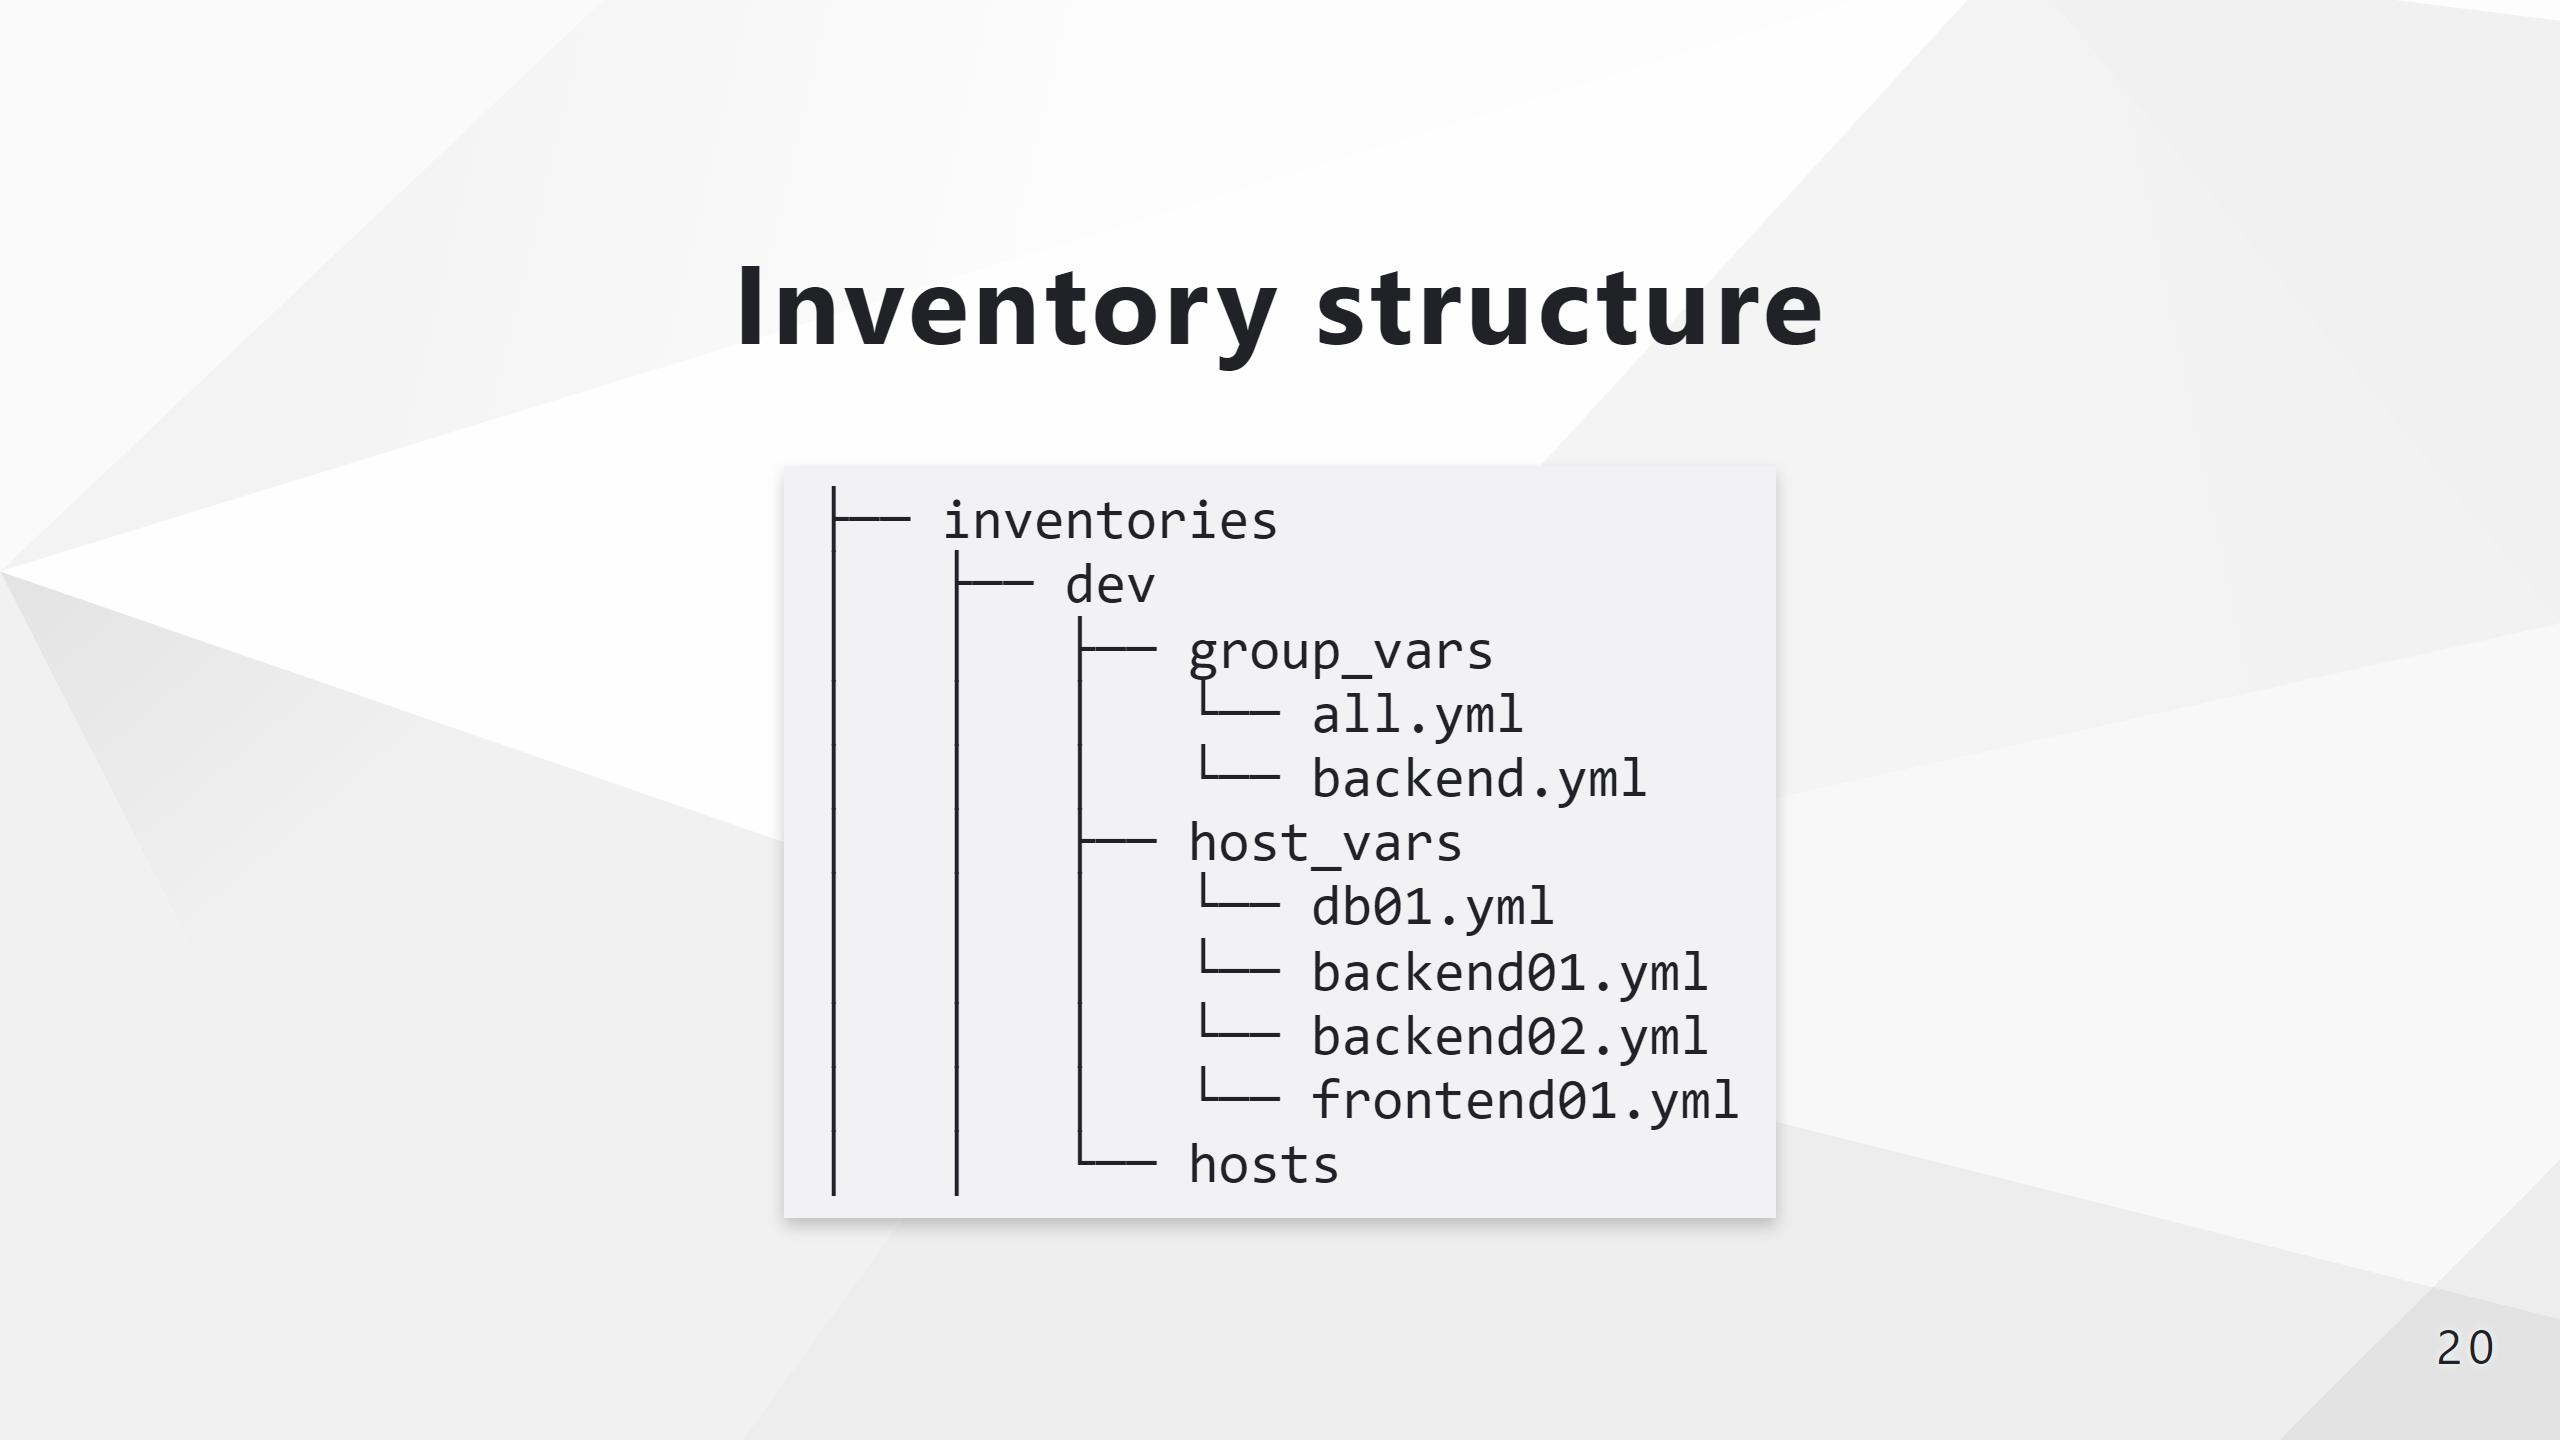 Inventory structure
├── inventories
│   ├── dev
│   │   ├── group_vars
│   │   │   └── all.yml
│   │   │   └── backend.yml
│   │   ├── host_vars
│   │   │   └── db01.yml
│   │   │   └── backend01.yml
│   │   │   └── backend02.yml
│   │   │   └── frontend01.yml
│   │   └── hosts
20